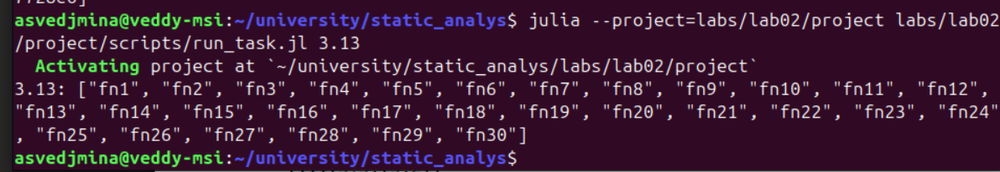 asvedjmina@veddy-msi:~/university/static_analys$ julia --project=labs/lab02/project labs/lab02
/project/scripts/run_task.jl 3.13
  Activating project at `~/university/static_analys/labs/lab02/project`
3.13: ["fn1", "fn2", "fn3", "fn4", "fn5", "fn6", "fn7", "fn8", "fn9", "fn10", "fn11", "fn12",
"fn13", "fn14", "fn15", "fn16", "fn17", "fn18", "fn19", "fn20", "fn21", "fn22", "fn23", "fn24"
, "fn25", "fn26", "fn27", "fn28", "fn29", "fn30"]
asvedjmina@veddy-msi:~/university/static_analys$